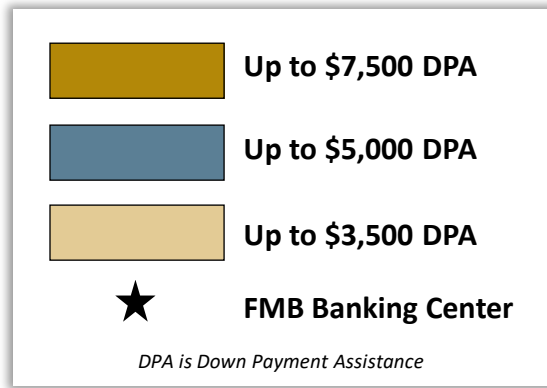 Up to $7,500 DPA
Up to $5,000 DPA
Up to $3,500 DPA
FMB Banking Center
DPA is Down Payment Assistance